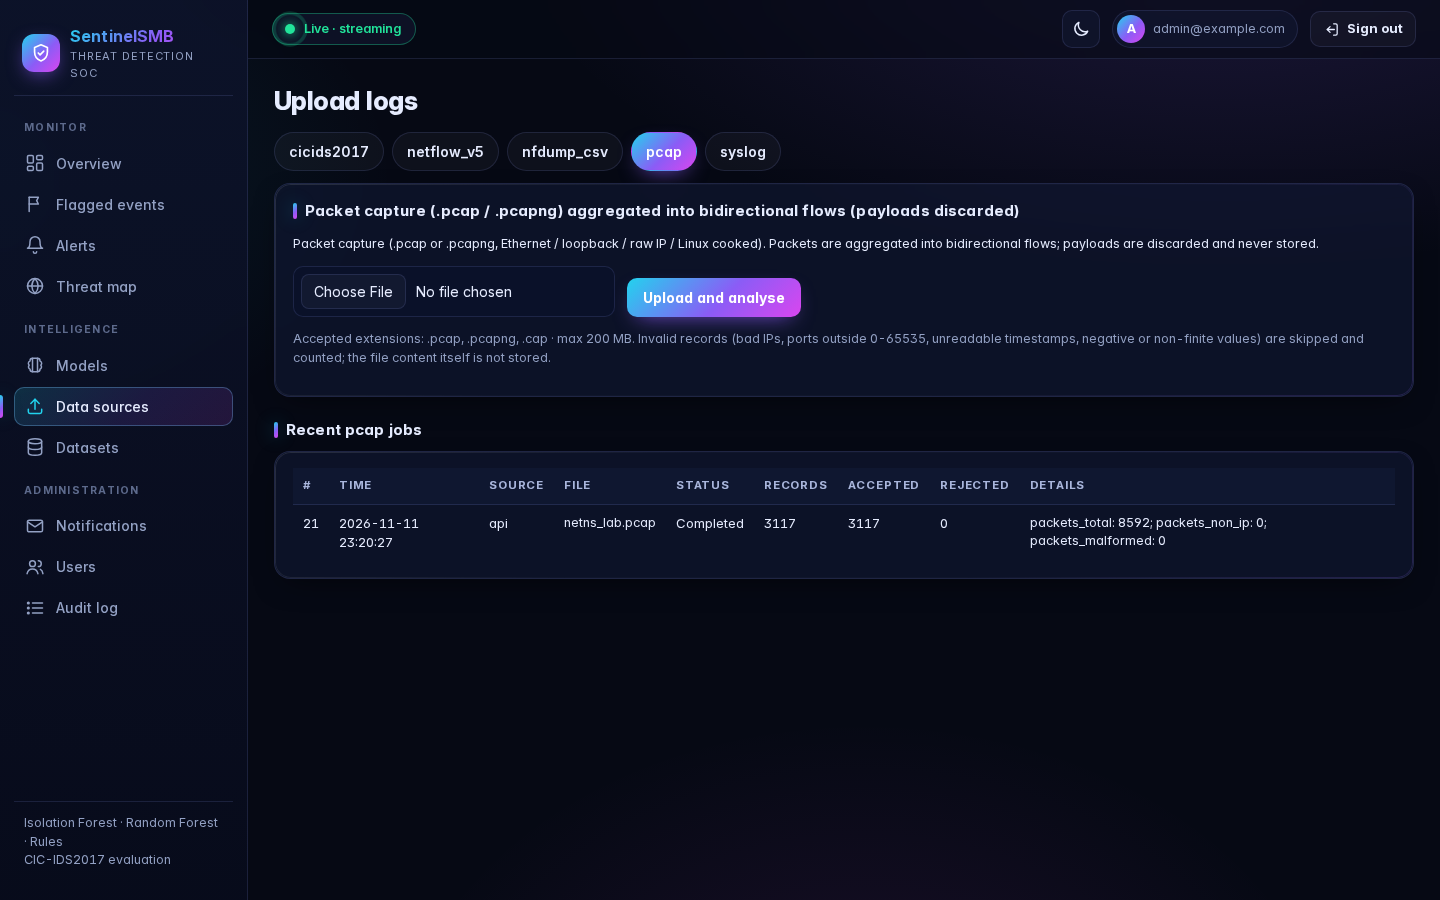 SentinelSMB
THREAT DETECTION
SOC
MONITOR
Overview
Flagged events
Alerts
Threat map
INTELLIGENCE
Models
Data sources
Datasets
ADMINISTRATION
Notifications
Users
Audit log
Isolation Forest · Random Forest
· Rules
CIC-IDS2017 evaluation
Live · streaming
A admin@example.com
Sign out
Upload logs
cicids2017 netflow_v5 nfdump_csv pcap syslog
Packet capture (.pcap / .pcapng) aggregated into bidirectional flows (payloads discarded)
Packet capture (.pcap or .pcapng, Ethernet / loopback / raw IP / Linux cooked). Packets are aggregated into bidirectional flows; payloads are discarded and never stored.
Choose File No file chosen Upload and analyse
Accepted extensions: .pcap, .pcapng, .cap · max 200 MB. Invalid records (bad IPs, ports outside 0-65535, unreadable timestamps, negative or non-finite values) are skipped and
counted; the file content itself is not stored.
Recent pcap jobs
# TIME SOURCE FILE STATUS RECORDS ACCEPTED REJECTED DETAILS
21 2026-11-11 api netns_lab.pcap Completed 3117 3117 0 packets_total: 8592; packets_non_ip: 0;
23:20:27 packets_malformed: 0